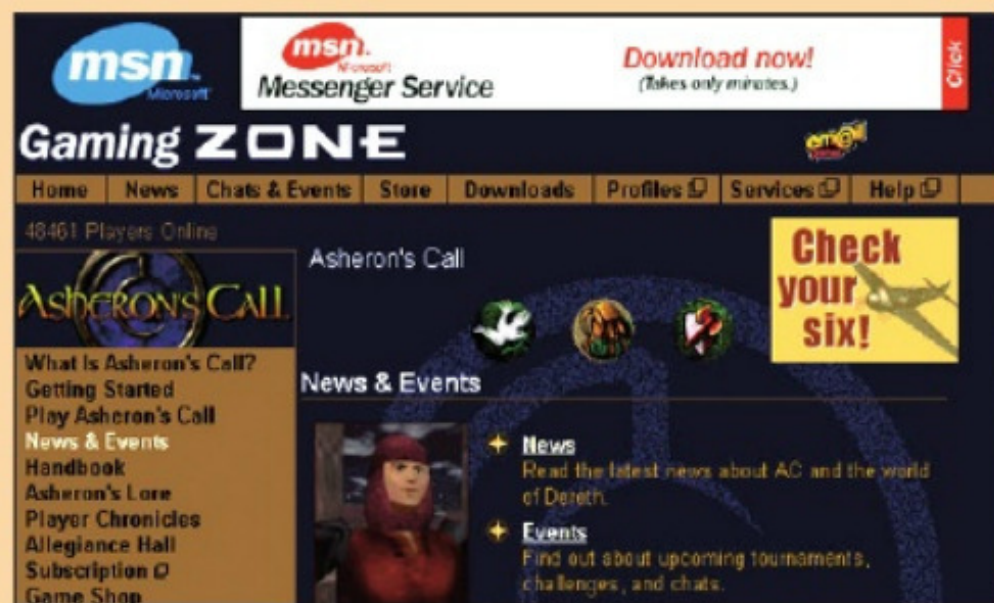 msn
Microsoft
msn.
Microsoft
Messenger Service
Download now!
(Takes only minutes.)
Click
Gaming ZONE
em@il
Home News Chats & Events Store Downloads Profiles Services Help
48461 Players Online
ASHERON'S CALL
Asheron's Call
Check
your
six!
What Is Asheron's Call?
Getting Started
Play Asheron's Call
News & Events
Handbook
Asheron's Lore
Player Chronicles
Allegiance Hall
Subscription
Game Shop
News & Events
News
Read the latest news about AC and the world
of Dereth.
Events
Find out about upcoming tournaments,
challenges, and chats.